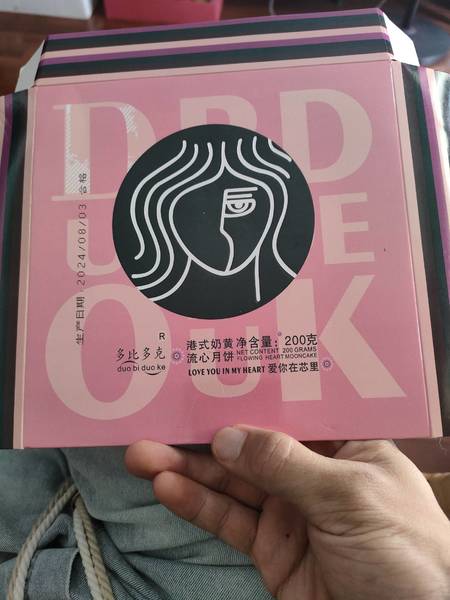 DBD
UE
OUK
生产日期: 2024/08/03 合格
R
多比多克
duo bi duo ke
港式奶黄
流心月饼
净含量: 200克
NET CONTENT 200 GRAMS
FLOWING HEART MOONCAKE
LOVE YOU IN MY HEART 爱你在芯里